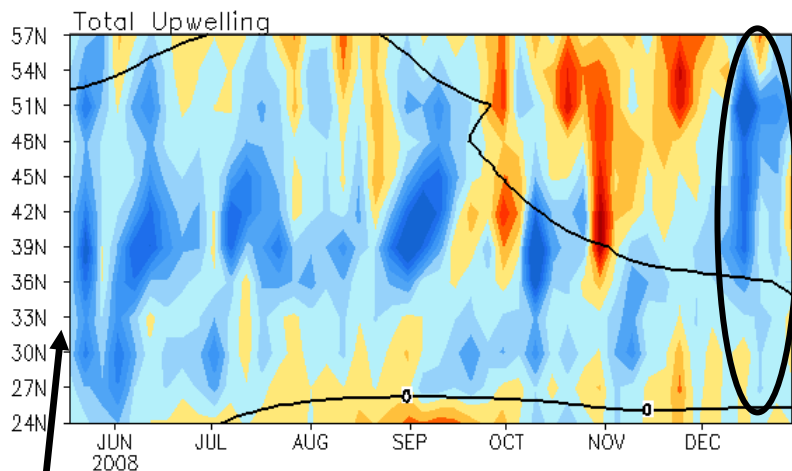 Total Upwelling
57N
54N
51N
48N
45N
42N
39N
36N
33N
30N
27N
24N
0
0
JUN JUL AUG SEP OCT NOV DEC
2008